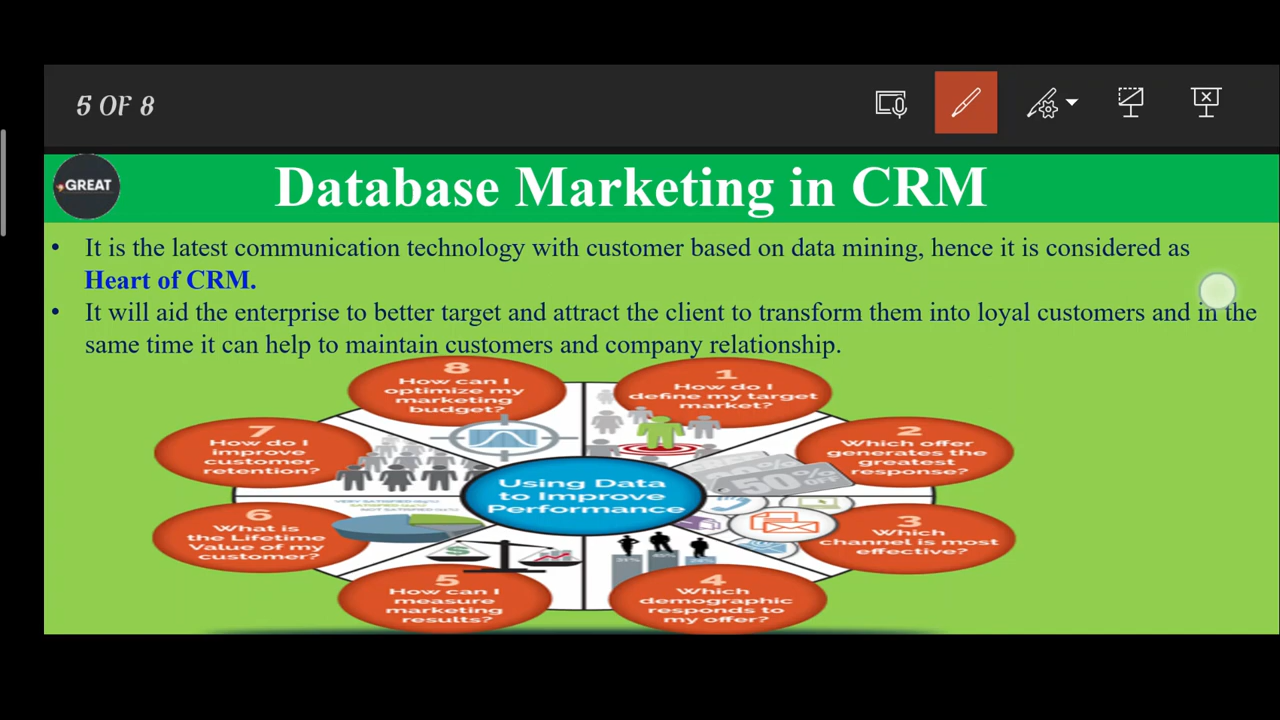 5 OF 8
GREAT
Database Marketing in CRM
• It is the latest communication technology with customer based on data mining, hence it is considered as
Heart of CRM.
• It will aid the enterprise to better target and attract the client to transform them into loyal customers and in the
same time it can help to maintain customers and company relationship.
8
How can I
optimize my
marketing
budget?
1
How do I
define my target
market?
2
Which offer
generates the
greatest
response?
50%
OFF
3
Which
channel is most
effective?
4
Which
demographic
responds to
my offer?
5
How can I
measure
marketing
results?
6
What is
the Lifetime
Value of my
customer?
7
How do I
improve
customer
retention?
Using Data
to Improve
Performance